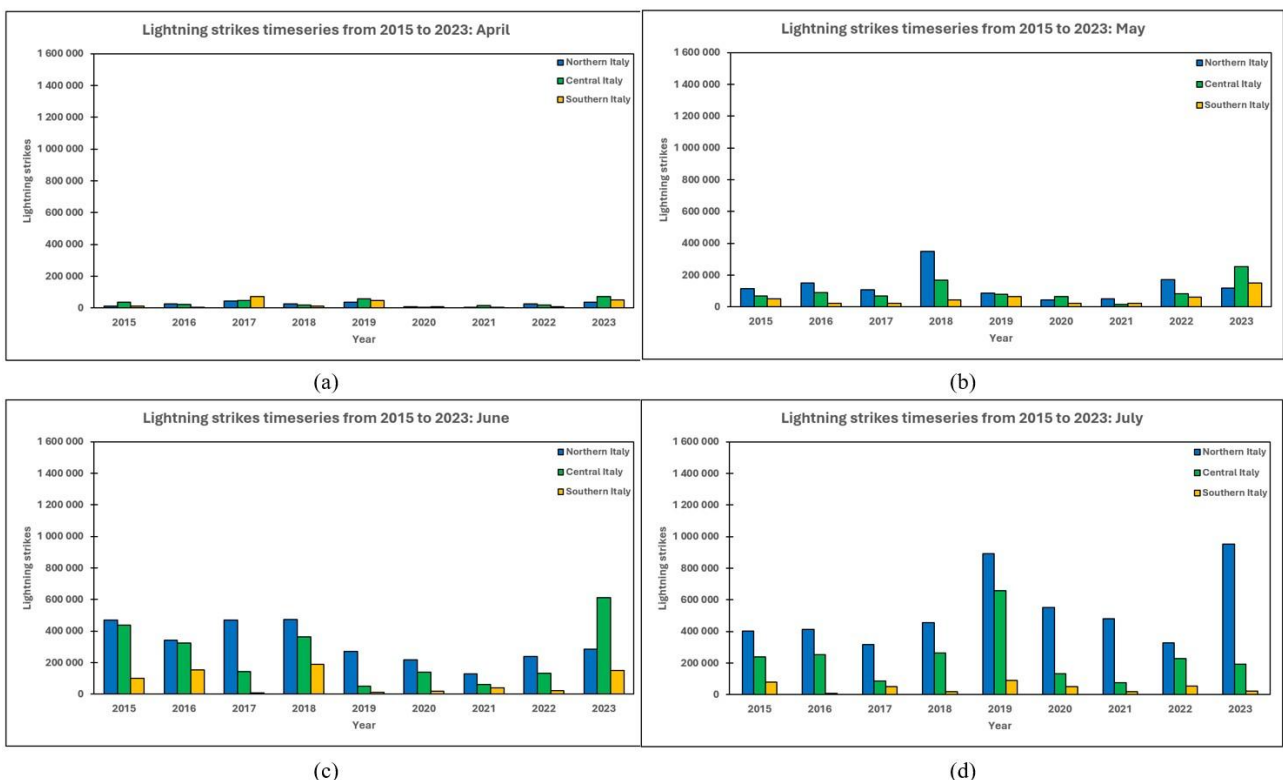 Lightning strikes timeseries from 2015 to 2023: April
1 600 000
1 400 000
1 200 000
1 000 000
800 000
600 000
400 000
200 000
0
Lightning strikes
Northern Italy
Central Italy
Southern Italy
2015 2016 2017 2018 2019 2020 2021 2022 2023
Year
(a)
Lightning strikes timeseries from 2015 to 2023: May
1 600 000
1 400 000
1 200 000
1 000 000
800 000
600 000
400 000
200 000
0
Lightning strikes
Northern Italy
Central Italy
Southern Italy
2015 2016 2017 2018 2019 2020 2021 2022 2023
Year
(b)
Lightning strikes timeseries from 2015 to 2023: June
1 600 000
1 400 000
1 200 000
1 000 000
800 000
600 000
400 000
200 000
0
Lightning strikes
Northern Italy
Central Italy
Southern Italy
2015 2016 2017 2018 2019 2020 2021 2022 2023
Year
(c)
Lightning strikes timeseries from 2015 to 2023: July
1 600 000
1 400 000
1 200 000
1 000 000
800 000
600 000
400 000
200 000
0
Lightning strikes
Northern Italy
Central Italy
Southern Italy
2015 2016 2017 2018 2019 2020 2021 2022 2023
Year
(d)